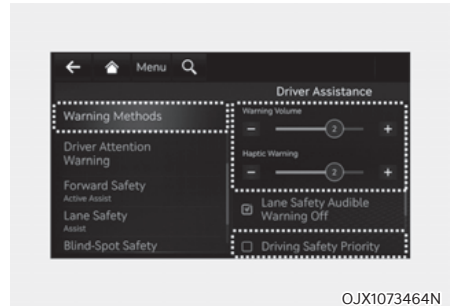 Menu
Driver Assistance
Warning Methods
Driver Attention
Warning
Forward Safety
Active Assist
Lane Safety
Assist
Blind-Spot Safety
Warning Volume
- 2 +
Haptic Warning
- 2 +
Lane Safety Audible
Warning Off
Driving Safety Priority
OJX1073464N